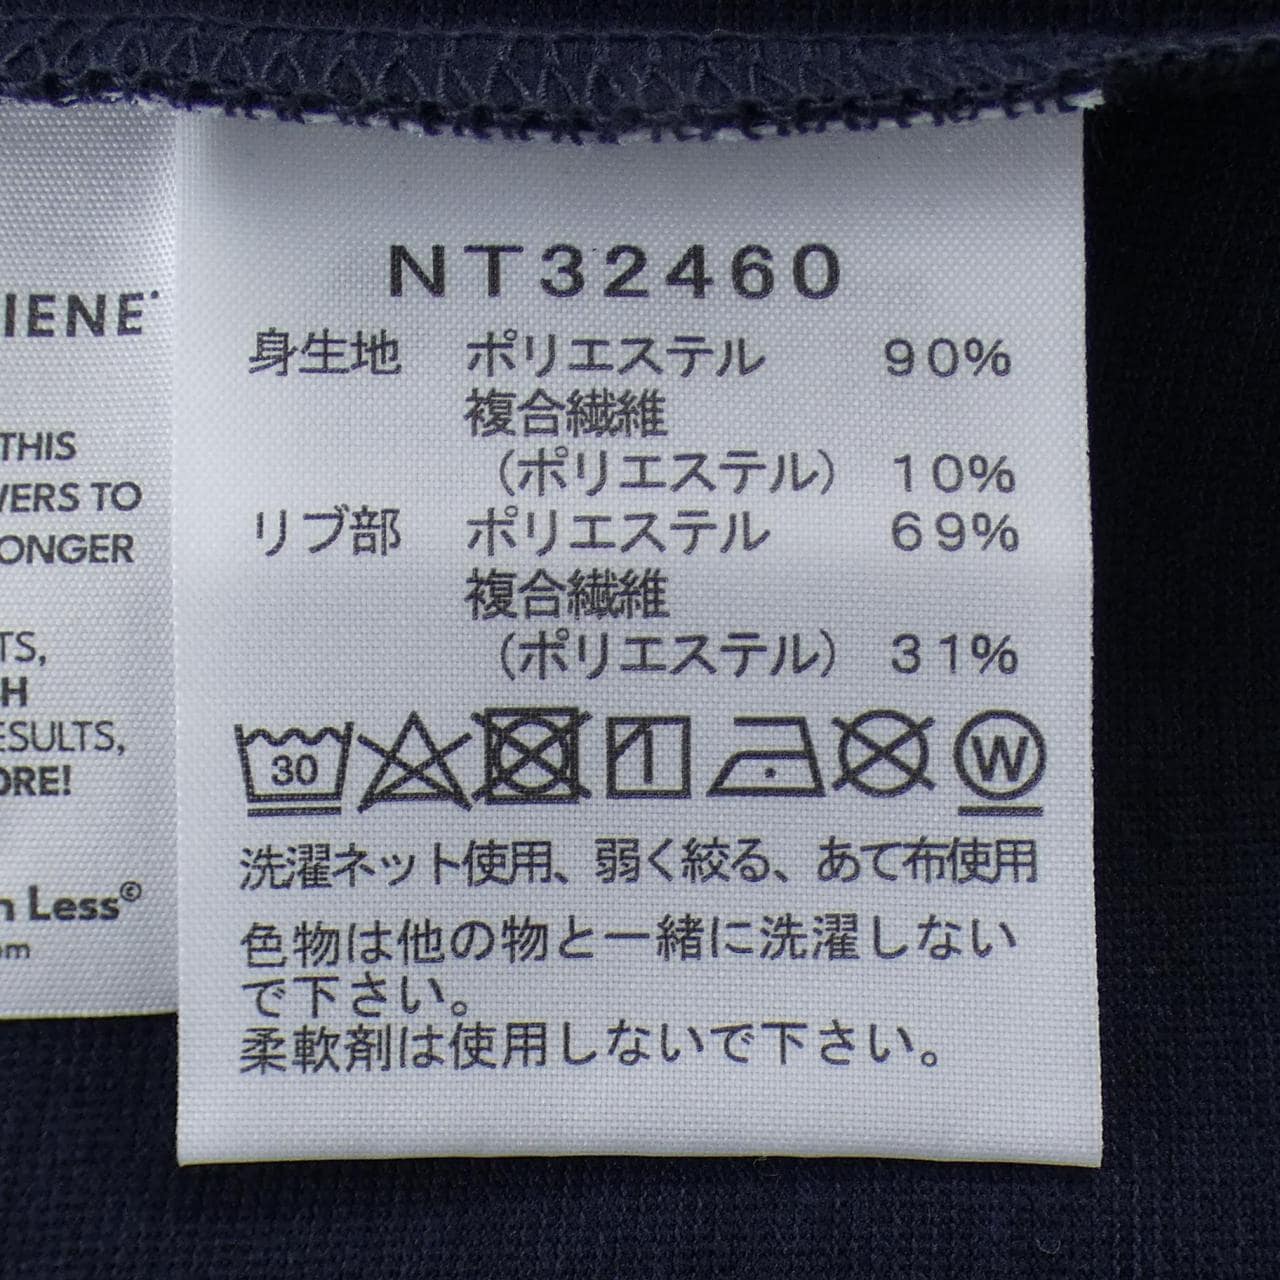 IENE
THIS
WERS TO
ONGER
TS,
H
ESULTS,
ORE!
n Less©
om
NT32460
身生地 ポリエステル 90%
複合繊維
（ポリエステル） 10%
リブ部 ポリエステル 69%
複合繊維
（ポリエステル） 31%
30 W
洗濯ネット使用、弱く絞る、あて布使用
色物は他の物と一緒に洗濯しない
で下さい。
柔軟剤は使用しないで下さい。